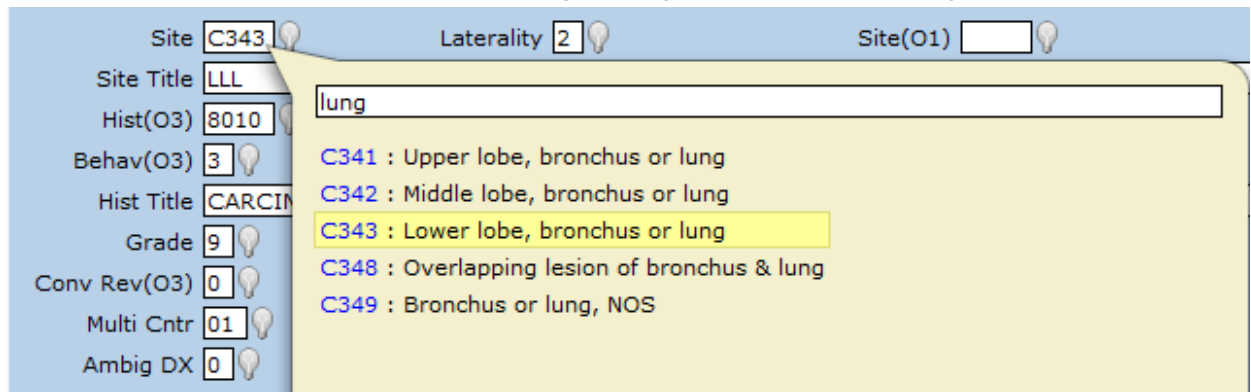 Site C343 Laterality 2 Site(O1)
Site Title LLL
lung
Hist(O3) 8010
C341 : Upper lobe, bronchus or lung
Behav(O3) 3
C342 : Middle lobe, bronchus or lung
Hist Title CARCIN
C343 : Lower lobe, bronchus or lung
Grade 9
C348 : Overlapping lesion of bronchus & lung
Conv Rev(O3) 0
C349 : Bronchus or lung, NOS
Multi Cntr 01
Ambig DX 0